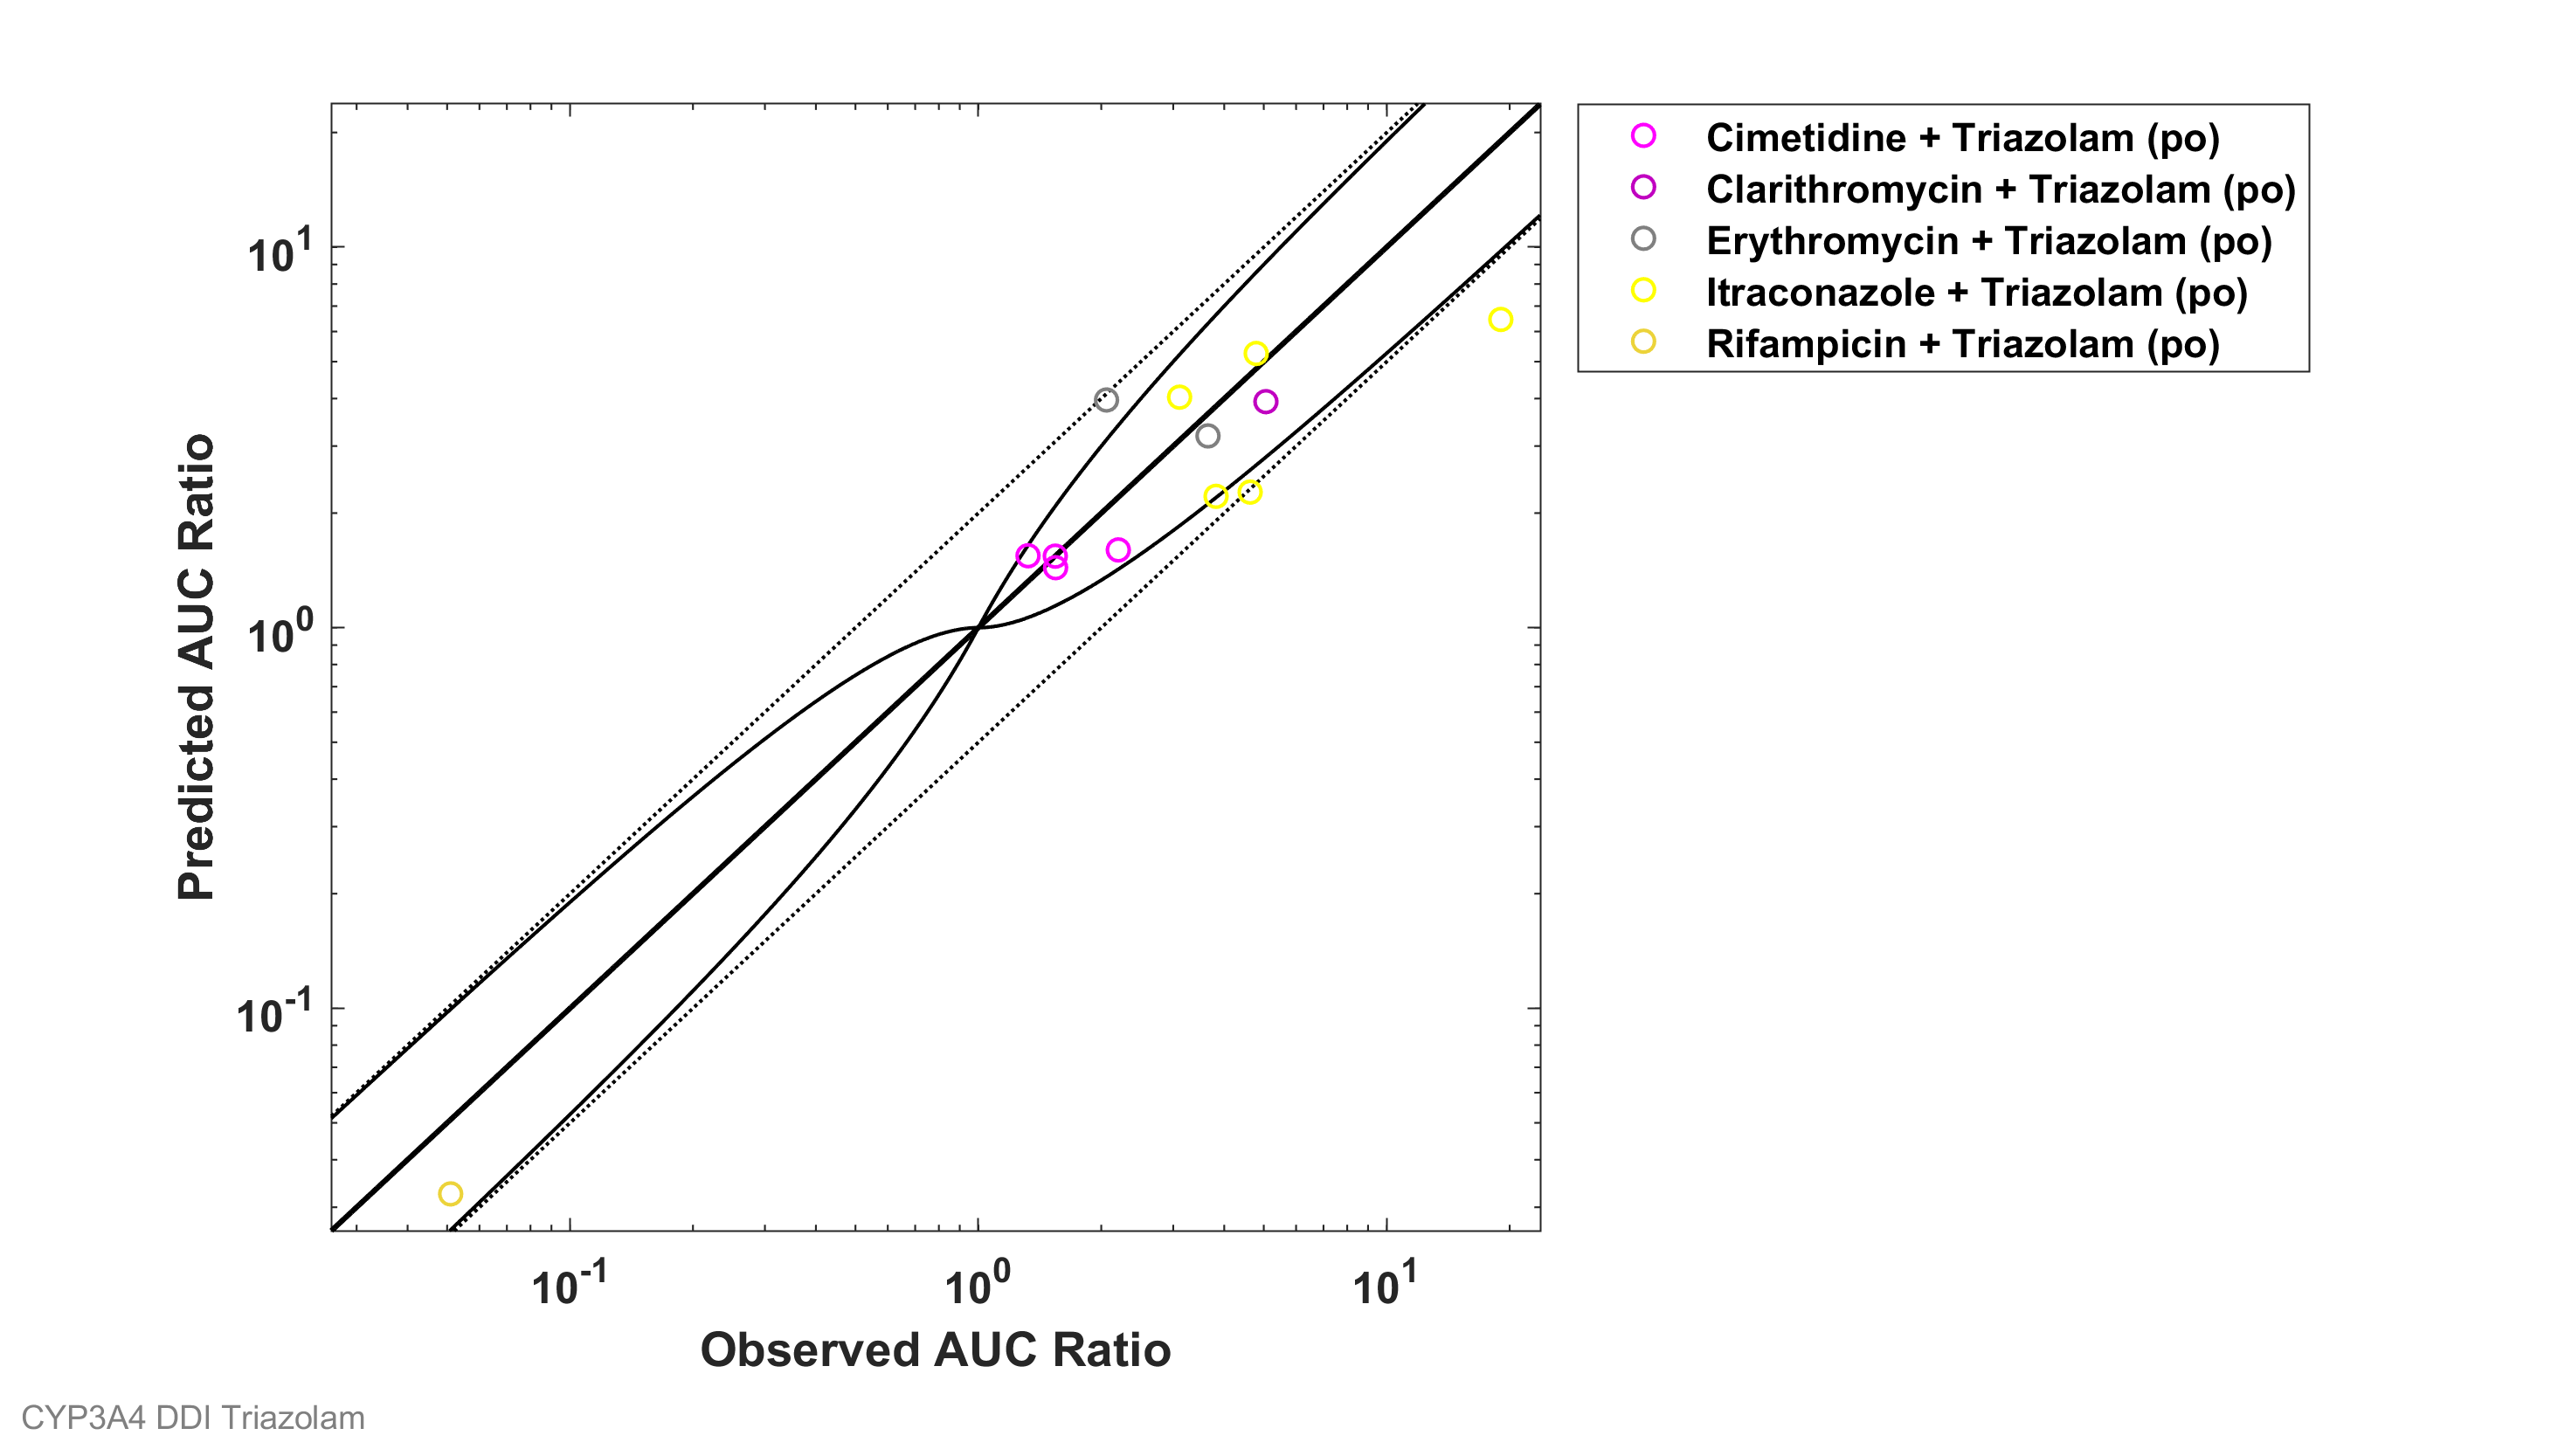 Cimetidine + Triazolam (po)
Clarithromycin + Triazolam (po)
Erythromycin + Triazolam (po)
Itraconazole + Triazolam (po)
Rifampicin + Triazolam (po)
Predicted AUC Ratio
10^1
10^0
10^-1
10^-1 10^0 10^1
Observed AUC Ratio
CYP3A4 DDI Triazolam